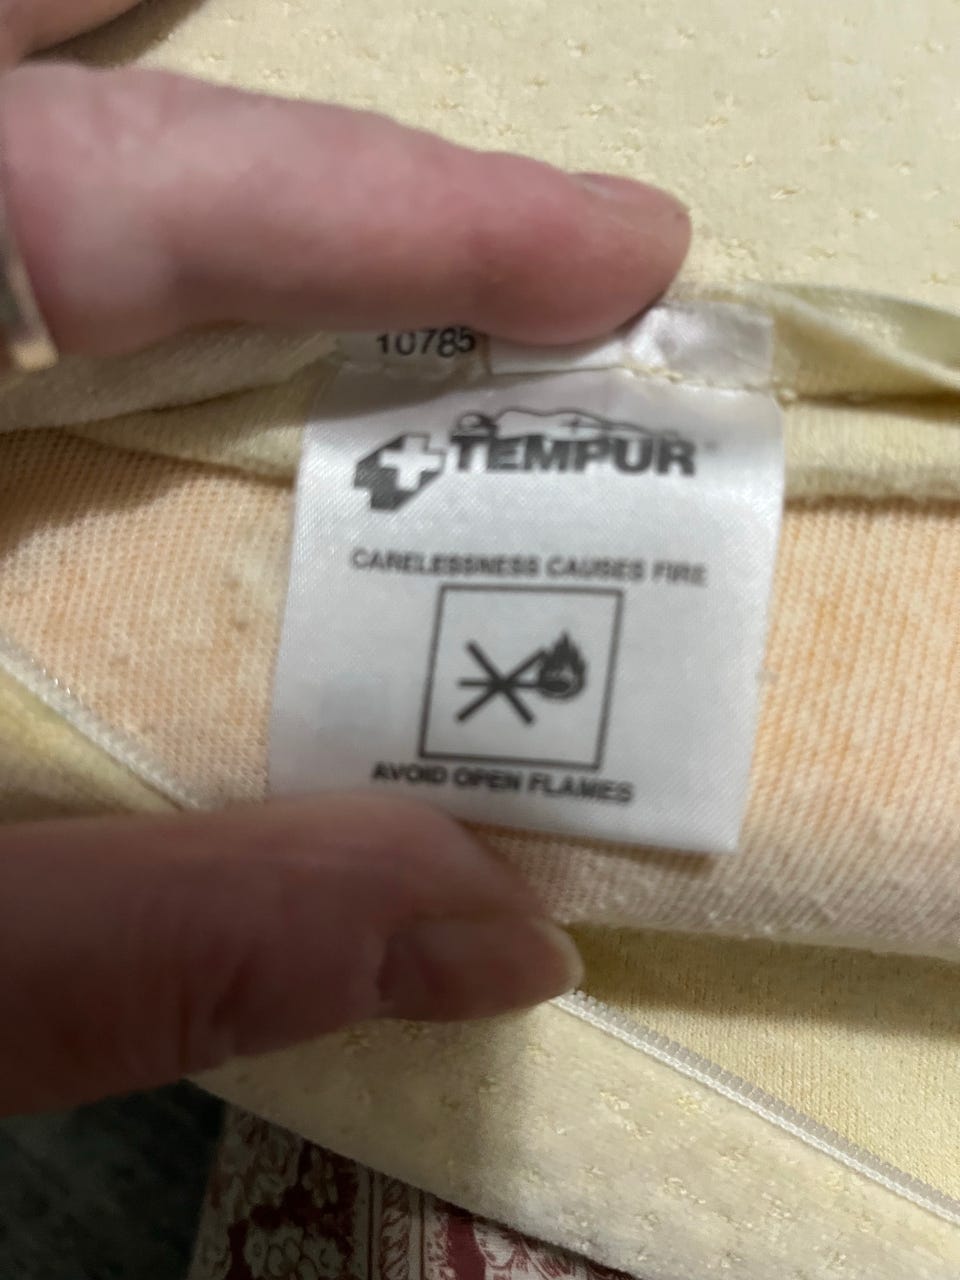 10785
TEMPUR
CARELESSNESS CAUSES FIRE
AVOID OPEN FLAMES